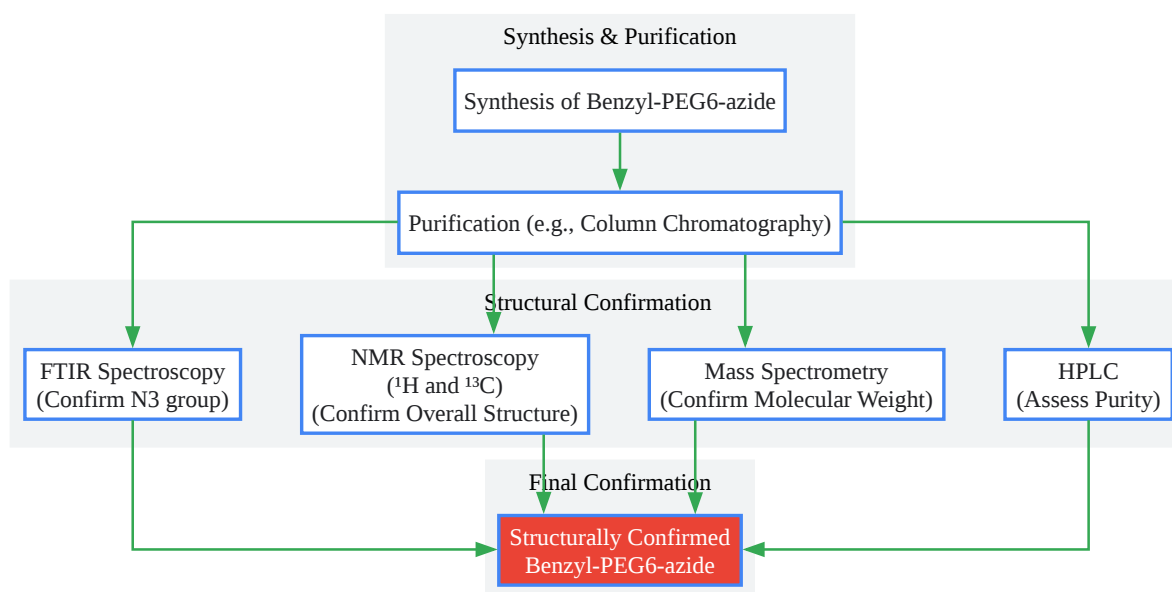 Synthesis & Purification
Synthesis of Benzyl-PEG6-azide
Purification (e.g., Column Chromatography)
Structural Confirmation
FTIR Spectroscopy
(Confirm N3 group)
NMR Spectroscopy
(¹H and ¹³C)
(Confirm Overall Structure)
Mass Spectrometry
(Confirm Molecular Weight)
HPLC
(Assess Purity)
Final Confirmation
Structurally Confirmed
Benzyl-PEG6-azide